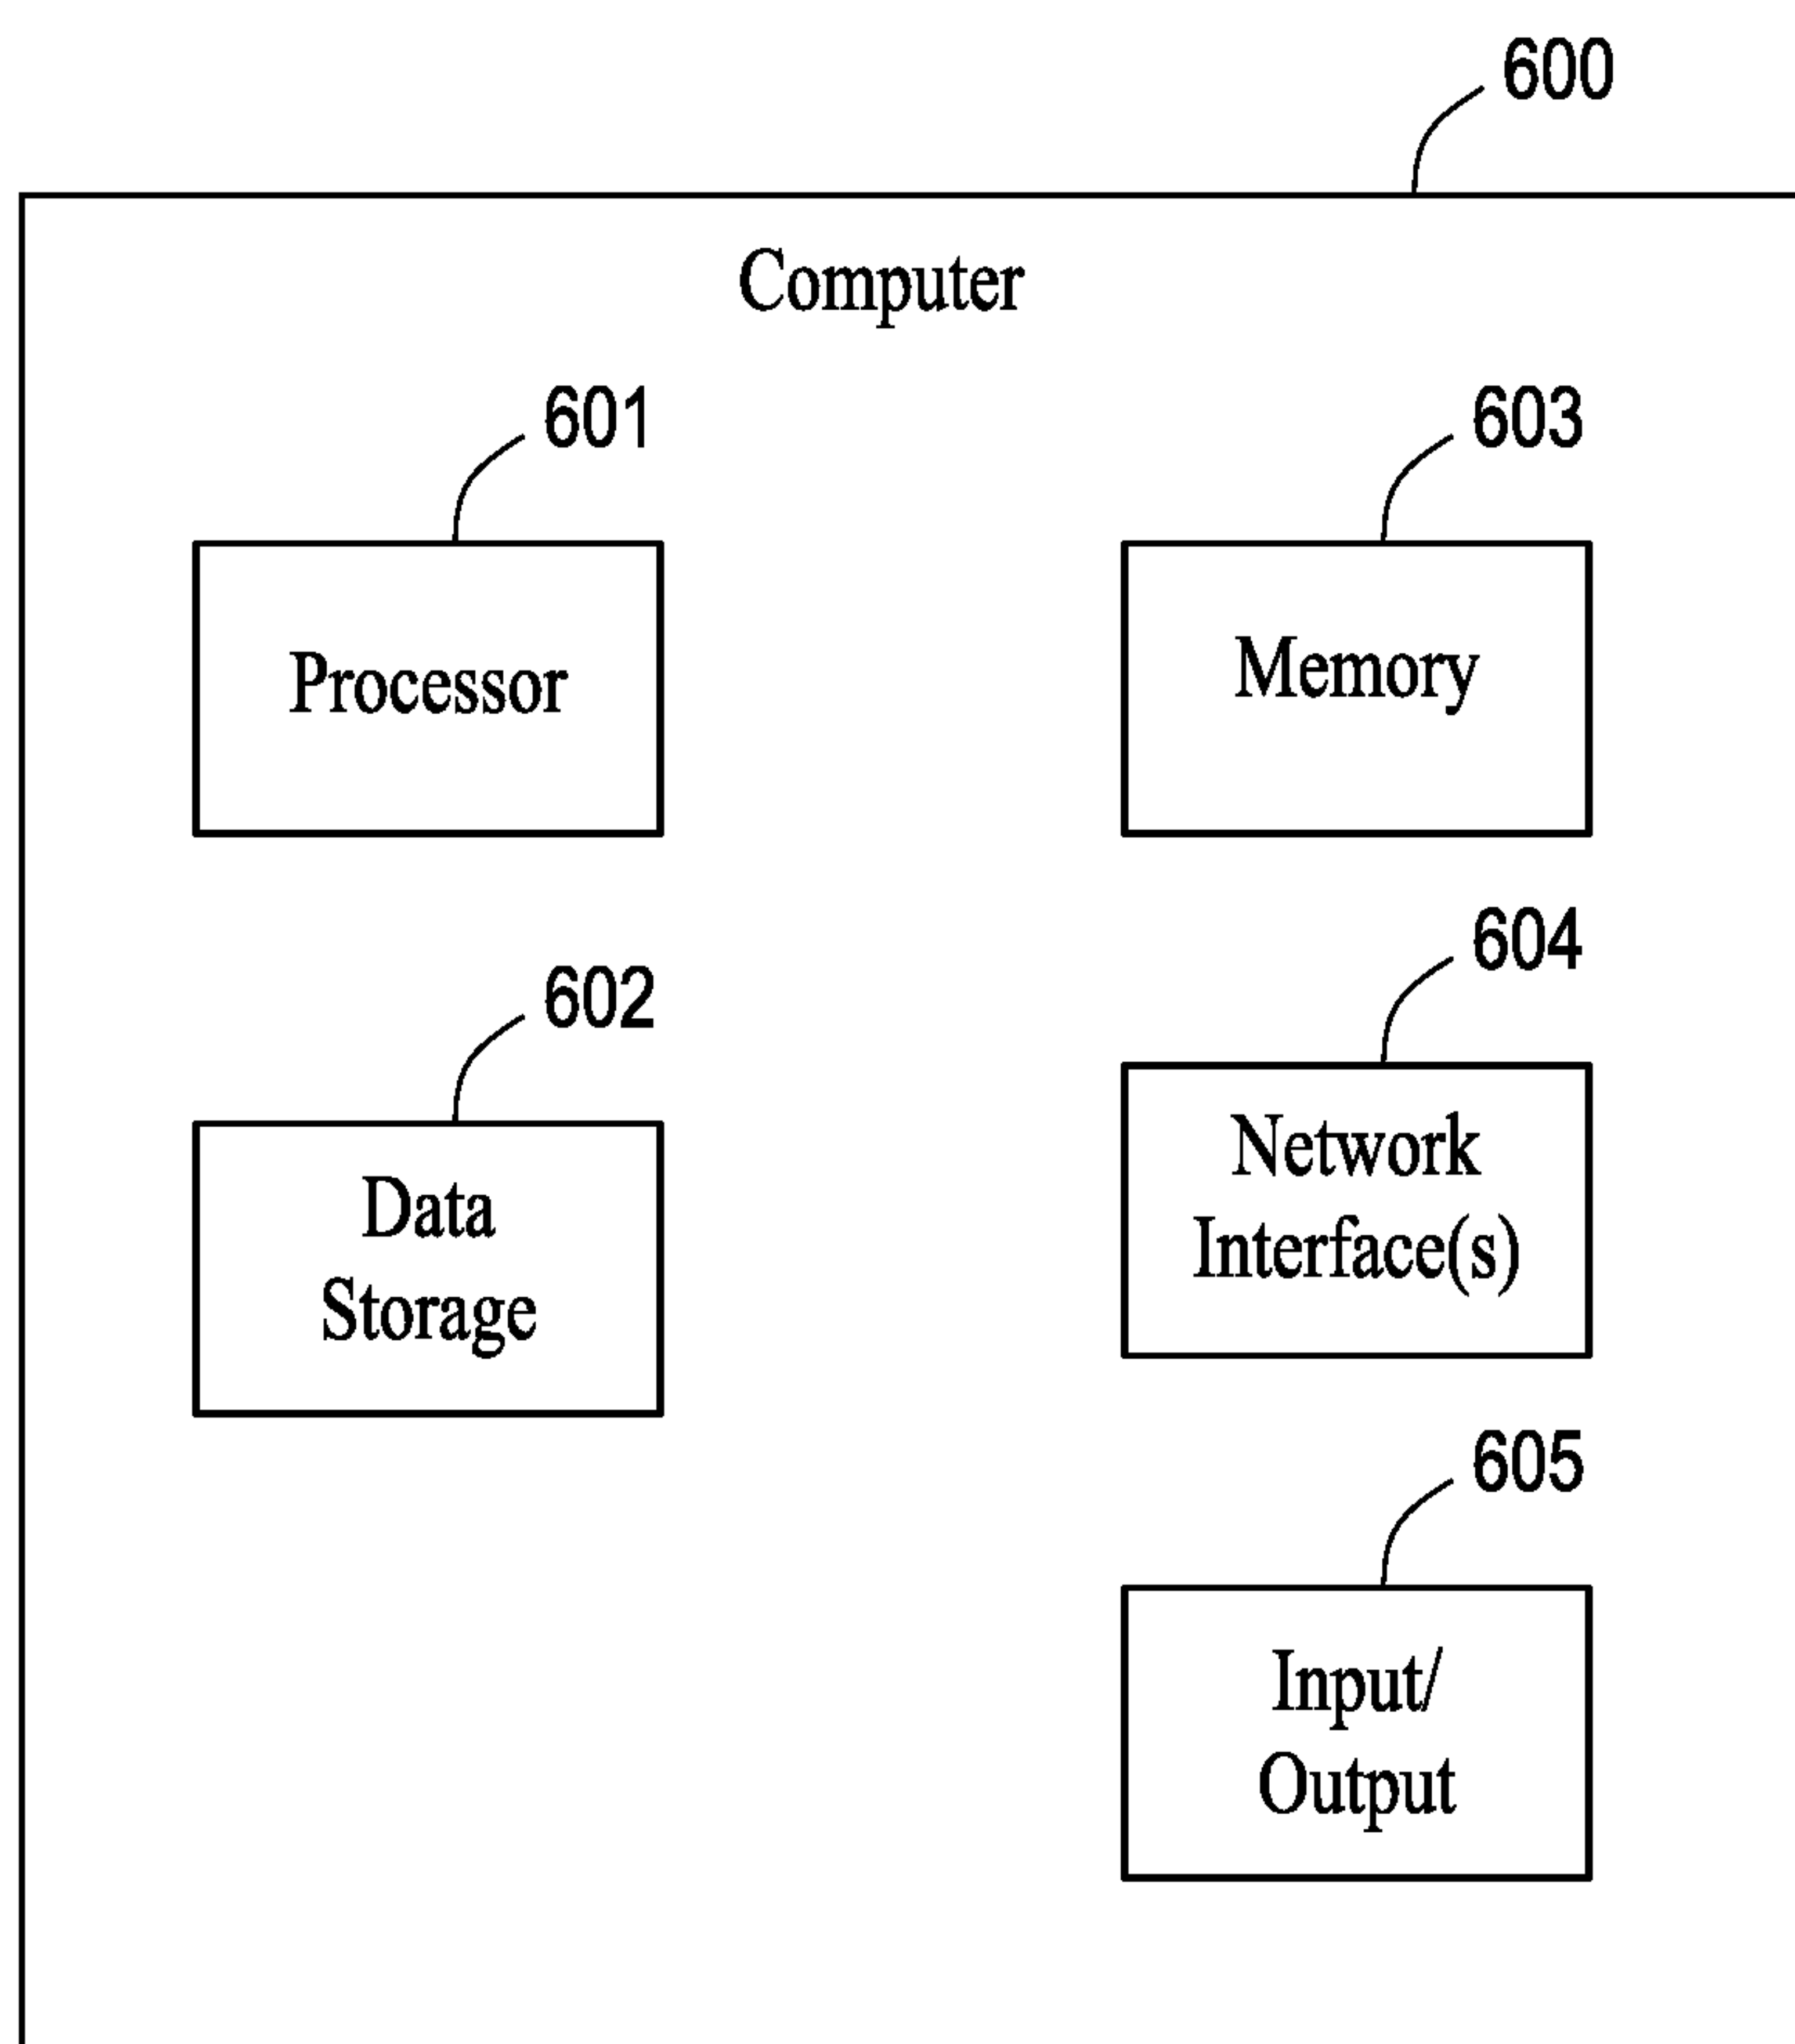 600
Computer
601
603
Processor
Memory
604
602
Network
Interface(s)
Data
Storage
605
Input/
Output